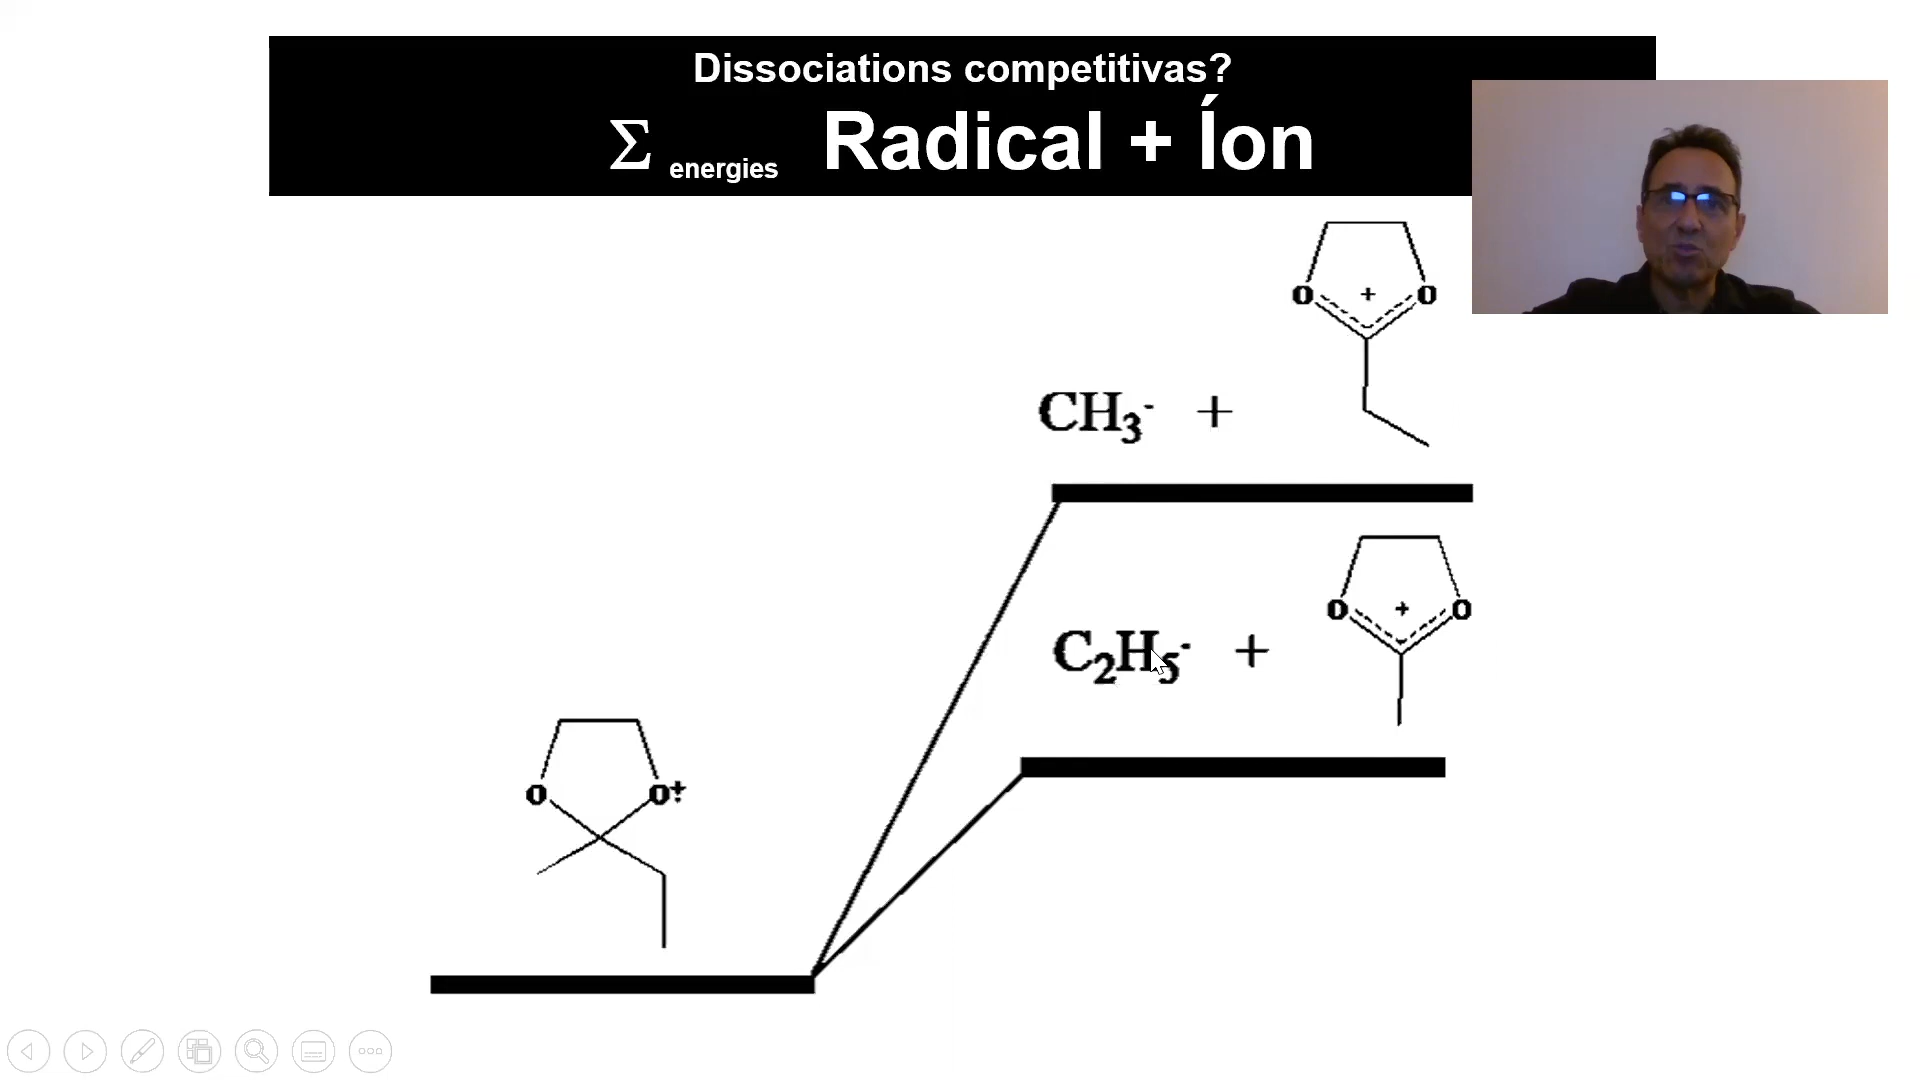 Dissociations competitivas?
Σ energies Radical + Íon
O + O
CH₃· +
O + O
C₂H₅· +
O O⁺·